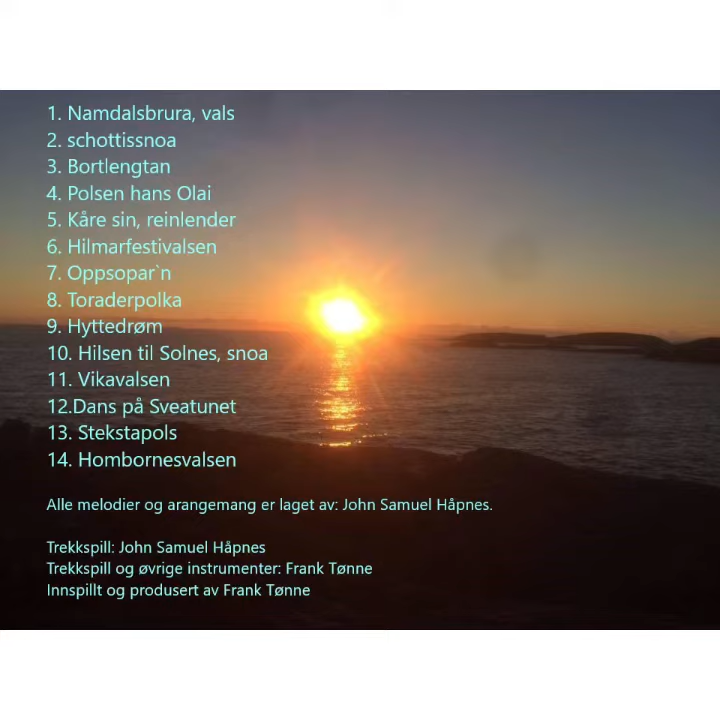 1. Namdalsbrura, vals
2. schottissnoa
3. Bortlengtan
4. Polsen hans Olai
5. Kåre sin, reinlender
6. Hilmarfestivalsen
7. Oppsopar`n
8. Toraderpolka
9. Hyttedrøm
10. Hilsen til Solnes, snoa
11. Vikavalsen
12.Dans på Sveatunet
13. Stekstapols
14. Hombornesvalsen
Alle melodier og arangemang er laget av: John Samuel Håpnes.
Trekkspill: John Samuel Håpnes
Trekkspill og øvrige instrumenter: Frank Tønne
Innspillt og produsert av Frank Tønne